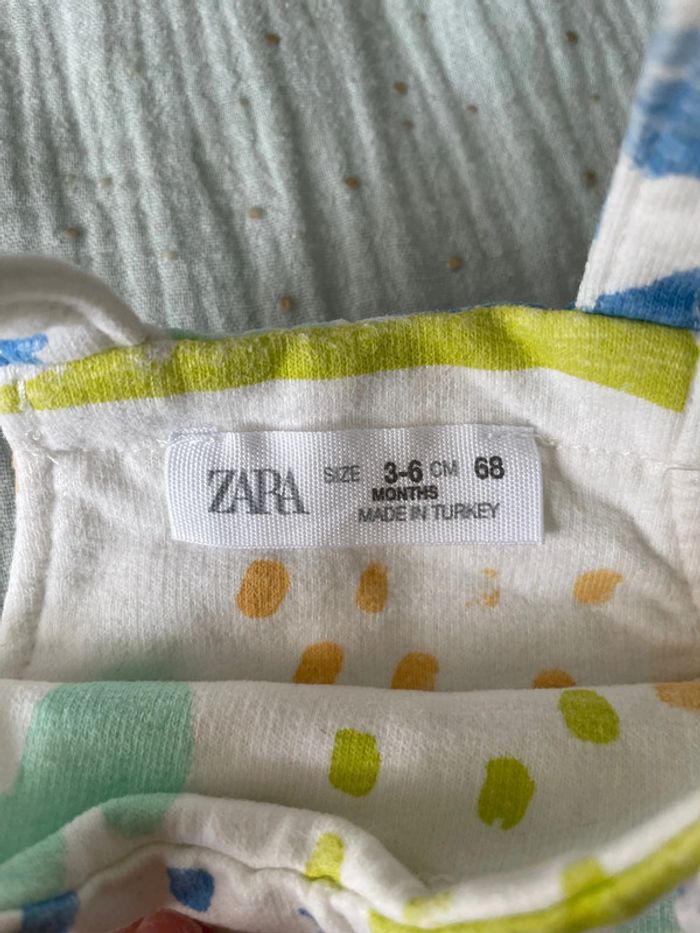 ZARA SIZE 3-6 CM 68
MONTHS
MADE IN TURKEY